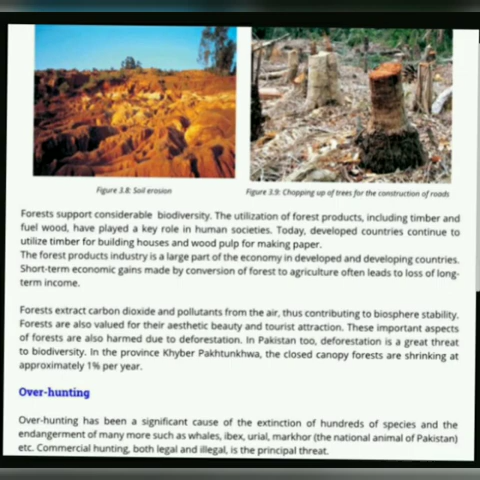 Figure 3.8: Soil erosion
Figure 3.9: Chopping up of trees for the construction of roads
Forests support considerable biodiversity. The utilization of forest products, including timber and
fuel wood, have played a key role in human societies. Today, developed countries continue to
utilize timber for building houses and wood pulp for making paper.
The forest products industry is a large part of the economy in developed and developing countries.
Short-term economic gains made by conversion of forest to agriculture often leads to loss of long-
term income.
Forests extract carbon dioxide and pollutants from the air, thus contributing to biosphere stability.
Forests are also valued for their aesthetic beauty and tourist attraction. These important aspects
of forests are also harmed due to deforestation. In Pakistan too, deforestation is a great threat
to biodiversity. In the province Khyber Pakhtunkhwa, the closed canopy forests are shrinking at
approximately 1% per year.
Over-hunting
Over-hunting has been a significant cause of the extinction of hundreds of species and the
endangerment of many more such as whales, ibex, urial, markhor (the national animal of Pakistan)
etc. Commercial hunting, both legal and illegal, is the principal threat.